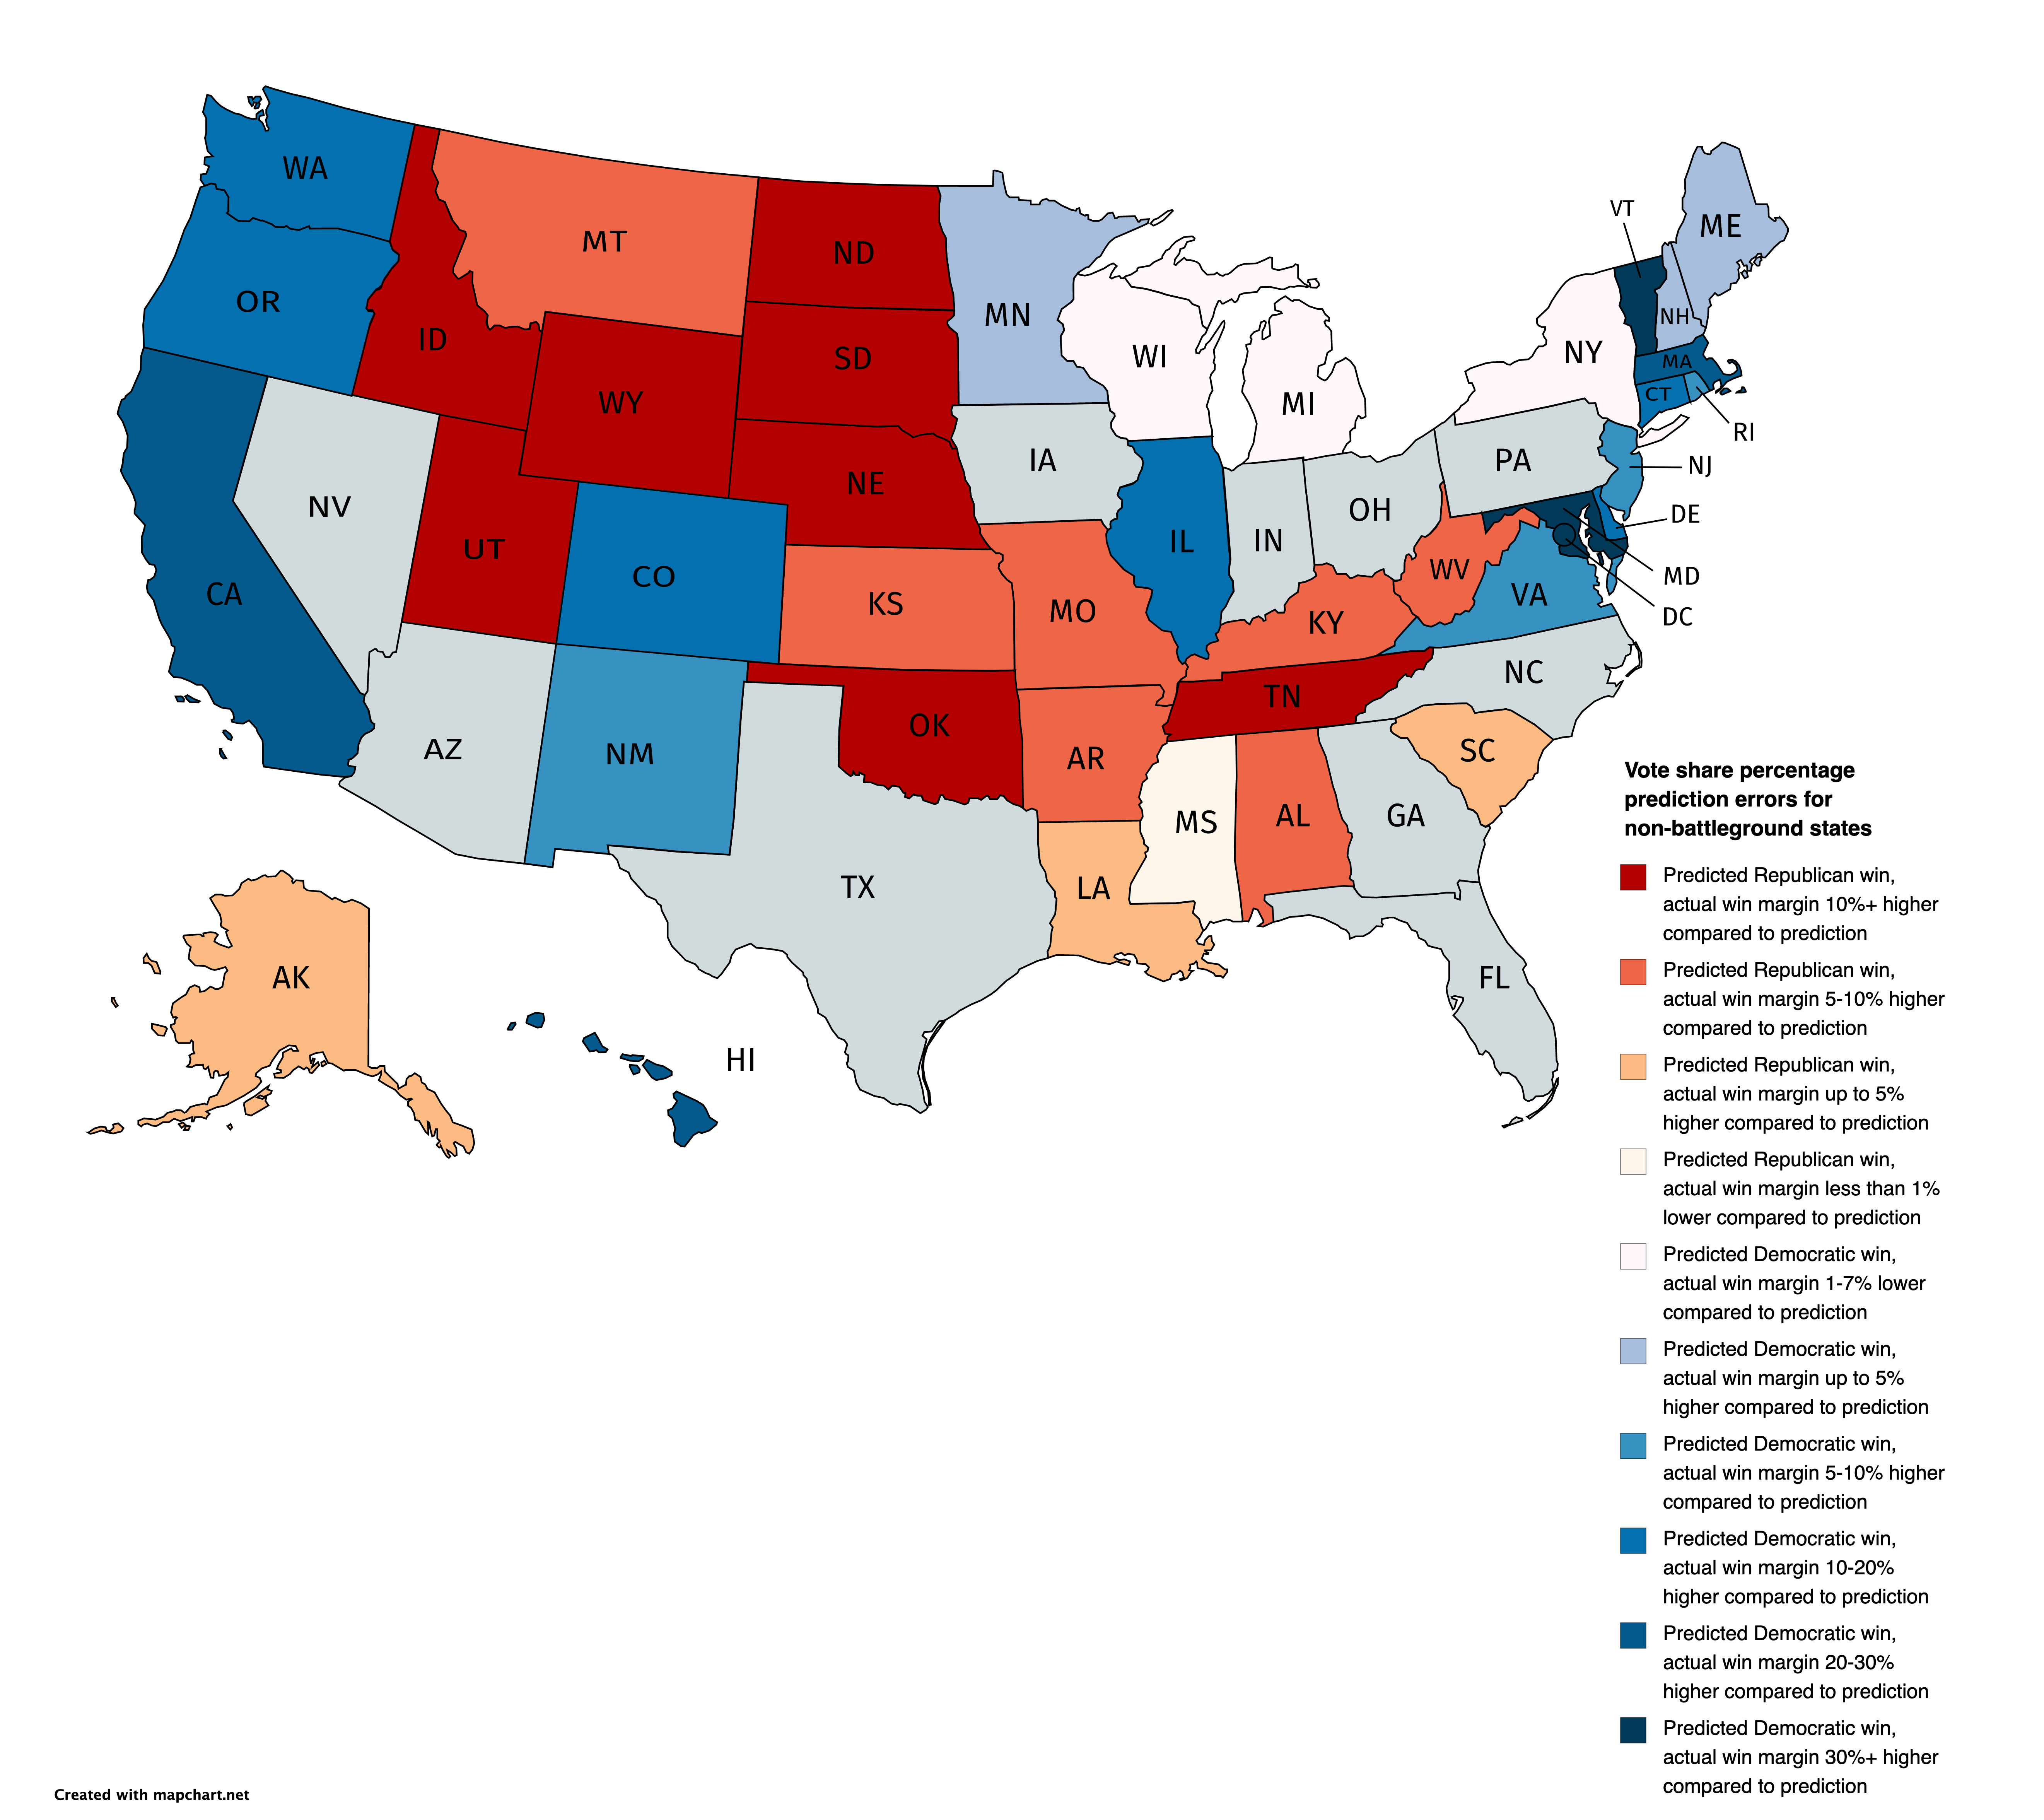 WA
VT
ME
MT
ND
OR
MN
NH
ID
SD
WI
NY
MA
WY
MI
CT
RI
NE
IA
PA
NJ
NV
OH
DE
UT
IL
IN
CO
WV
MD
CA
KS
MO
VA
KY
DC
NC
TN
OK
AZ
NM
AR
SC
MS
AL
GA
TX
LA
AK
FL
HI
Vote share percentage
prediction errors for
non-battleground states
Predicted Republican win,
actual win margin 10%+ higher
compared to prediction
Predicted Republican win,
actual win margin 5-10% higher
compared to prediction
Predicted Republican win,
actual win margin up to 5%
higher compared to prediction
Predicted Republican win,
actual win margin less than 1%
lower compared to prediction
Predicted Democratic win,
actual win margin 1-7% lower
compared to prediction
Predicted Democratic win,
actual win margin up to 5%
higher compared to prediction
Predicted Democratic win,
actual win margin 5-10% higher
compared to prediction
Predicted Democratic win,
actual win margin 10-20%
higher compared to prediction
Predicted Democratic win,
actual win margin 20-30%
higher compared to prediction
Predicted Democratic win,
actual win margin 30%+ higher
compared to prediction
Created with mapchart.net